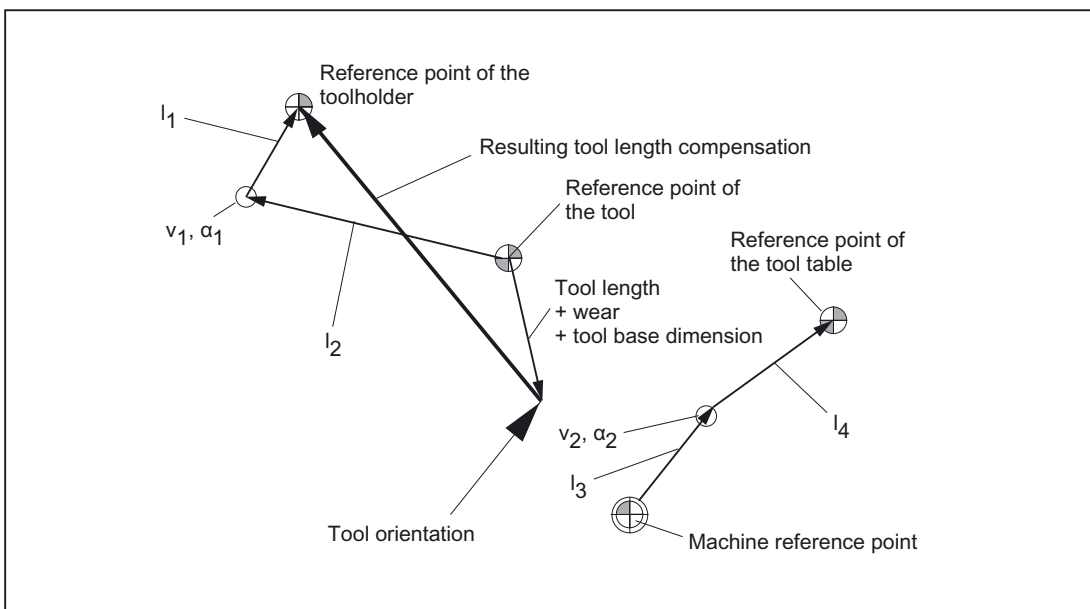 Reference point of the
toolholder
l1
Resulting tool length compensation
Reference point of
the tool
v1, α1
Reference point of
the tool table
Tool length
+ wear
+ tool base dimension
l2
v2, α2
l4
l3
Tool orientation
Machine reference point